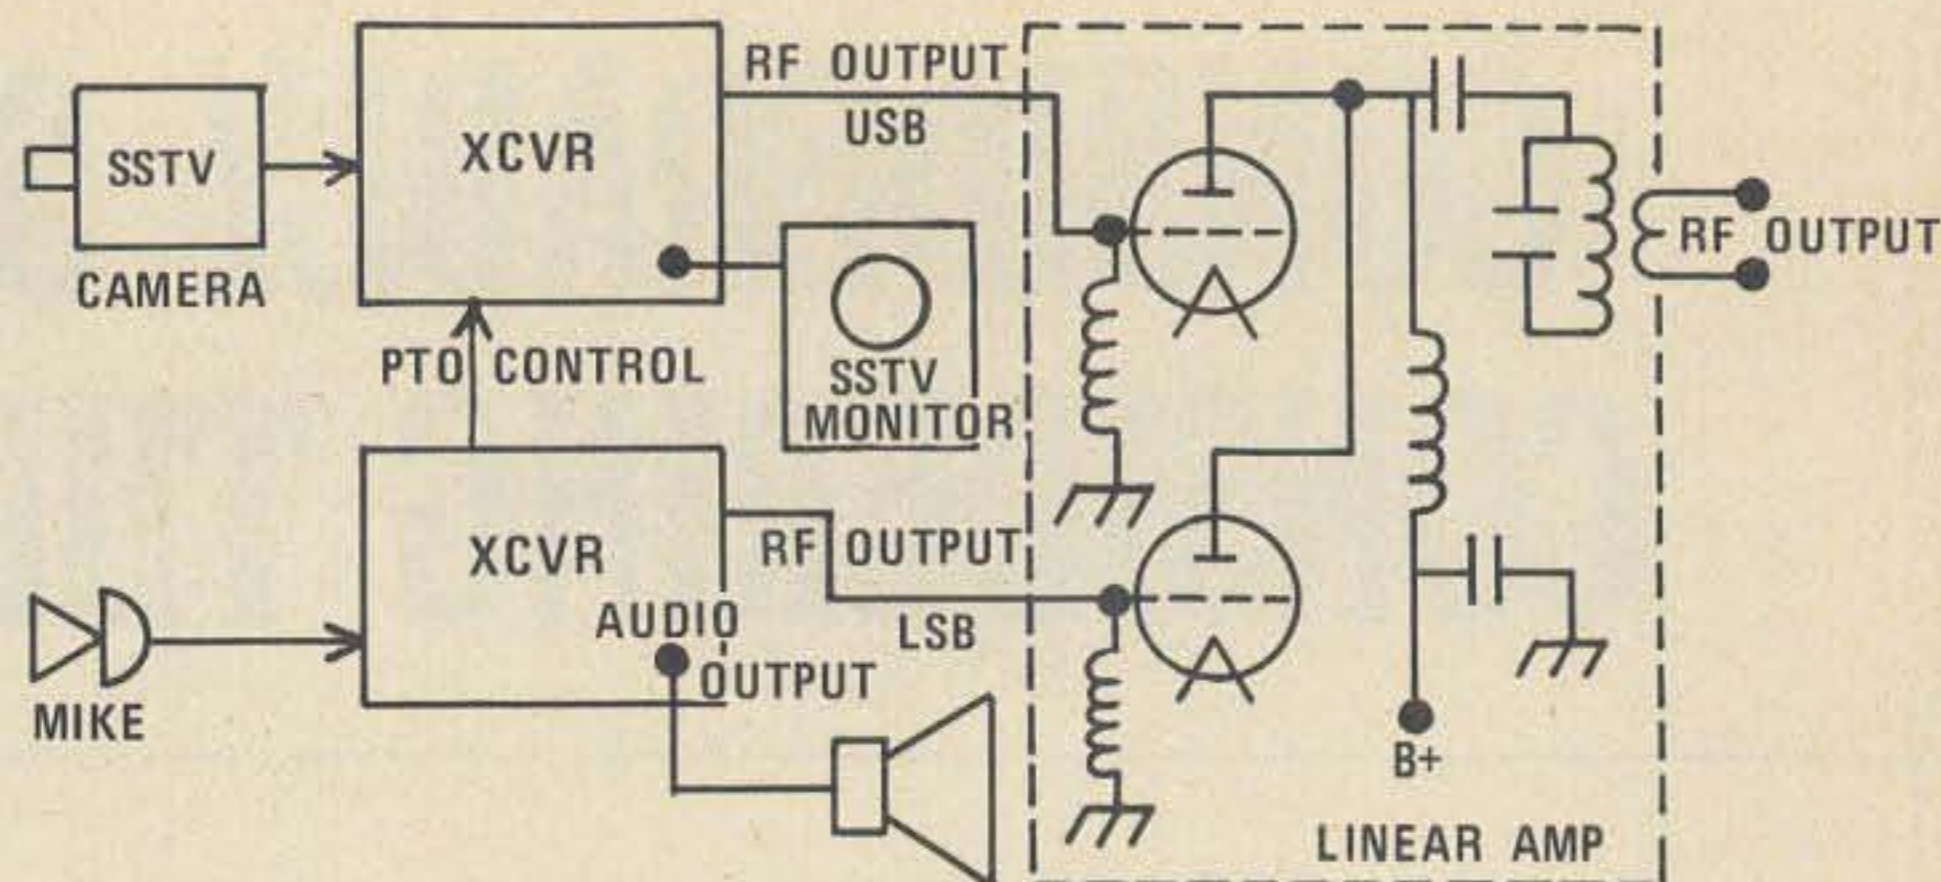 RF OUTPUT
USB
SSTV
XCVR
CAMERA
RF OUTPUT
PTO CONTROL
SSTV
MONITOR
XCVR
RF OUTPUT
LSB
AUDIO
OUTPUT
MIKE
B+
LINEAR AMP